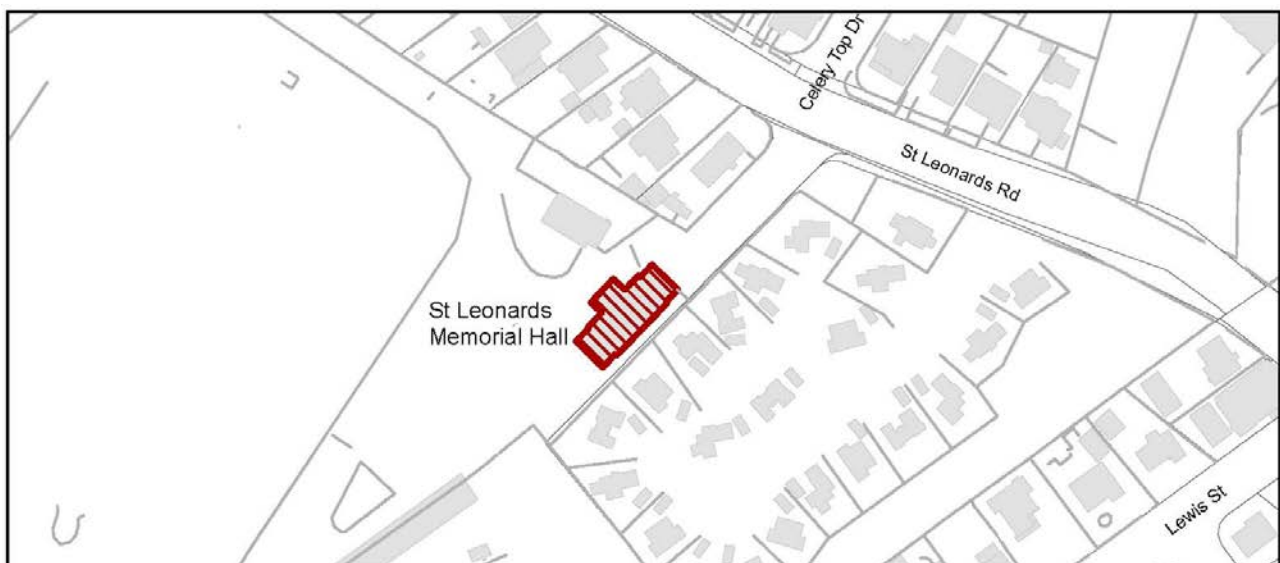 Celery Top Dr
St Leonards Rd
St Leonards
Memorial Hall
Lewis St